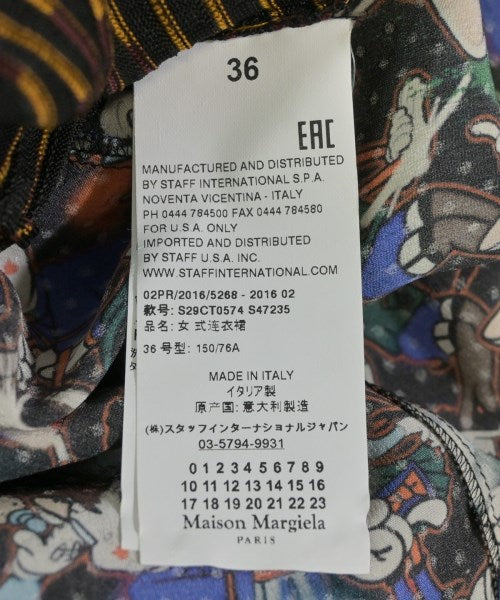 36
EAC
MANUFACTURED AND DISTRIBUTED
BY STAFF INTERNATIONAL S.P.A.
NOVENTA VICENTINA - ITALY
PH 0444 784500 FAX 0444 784580
FOR U.S.A. ONLY
IMPORTED AND DISTRIBUTED
BY STAFF U.S.A. INC.
WWW.STAFFINTERNATIONAL.COM
02PR/2016/5268 - 2016 02
款号: S29CT0574 S47235
品名: 女 式连衣裙
36 号型: 150/76A
MADE IN ITALY
イタリア製
原产国: 意大利製造
(株)スタッフインターナショナルジャパン
03-5794-9931
0 1 2 3 4 5 6 7 8 9
10 11 12 13 14 15 16
17 18 19 20 21 22 23
Maison Margiela
PARIS